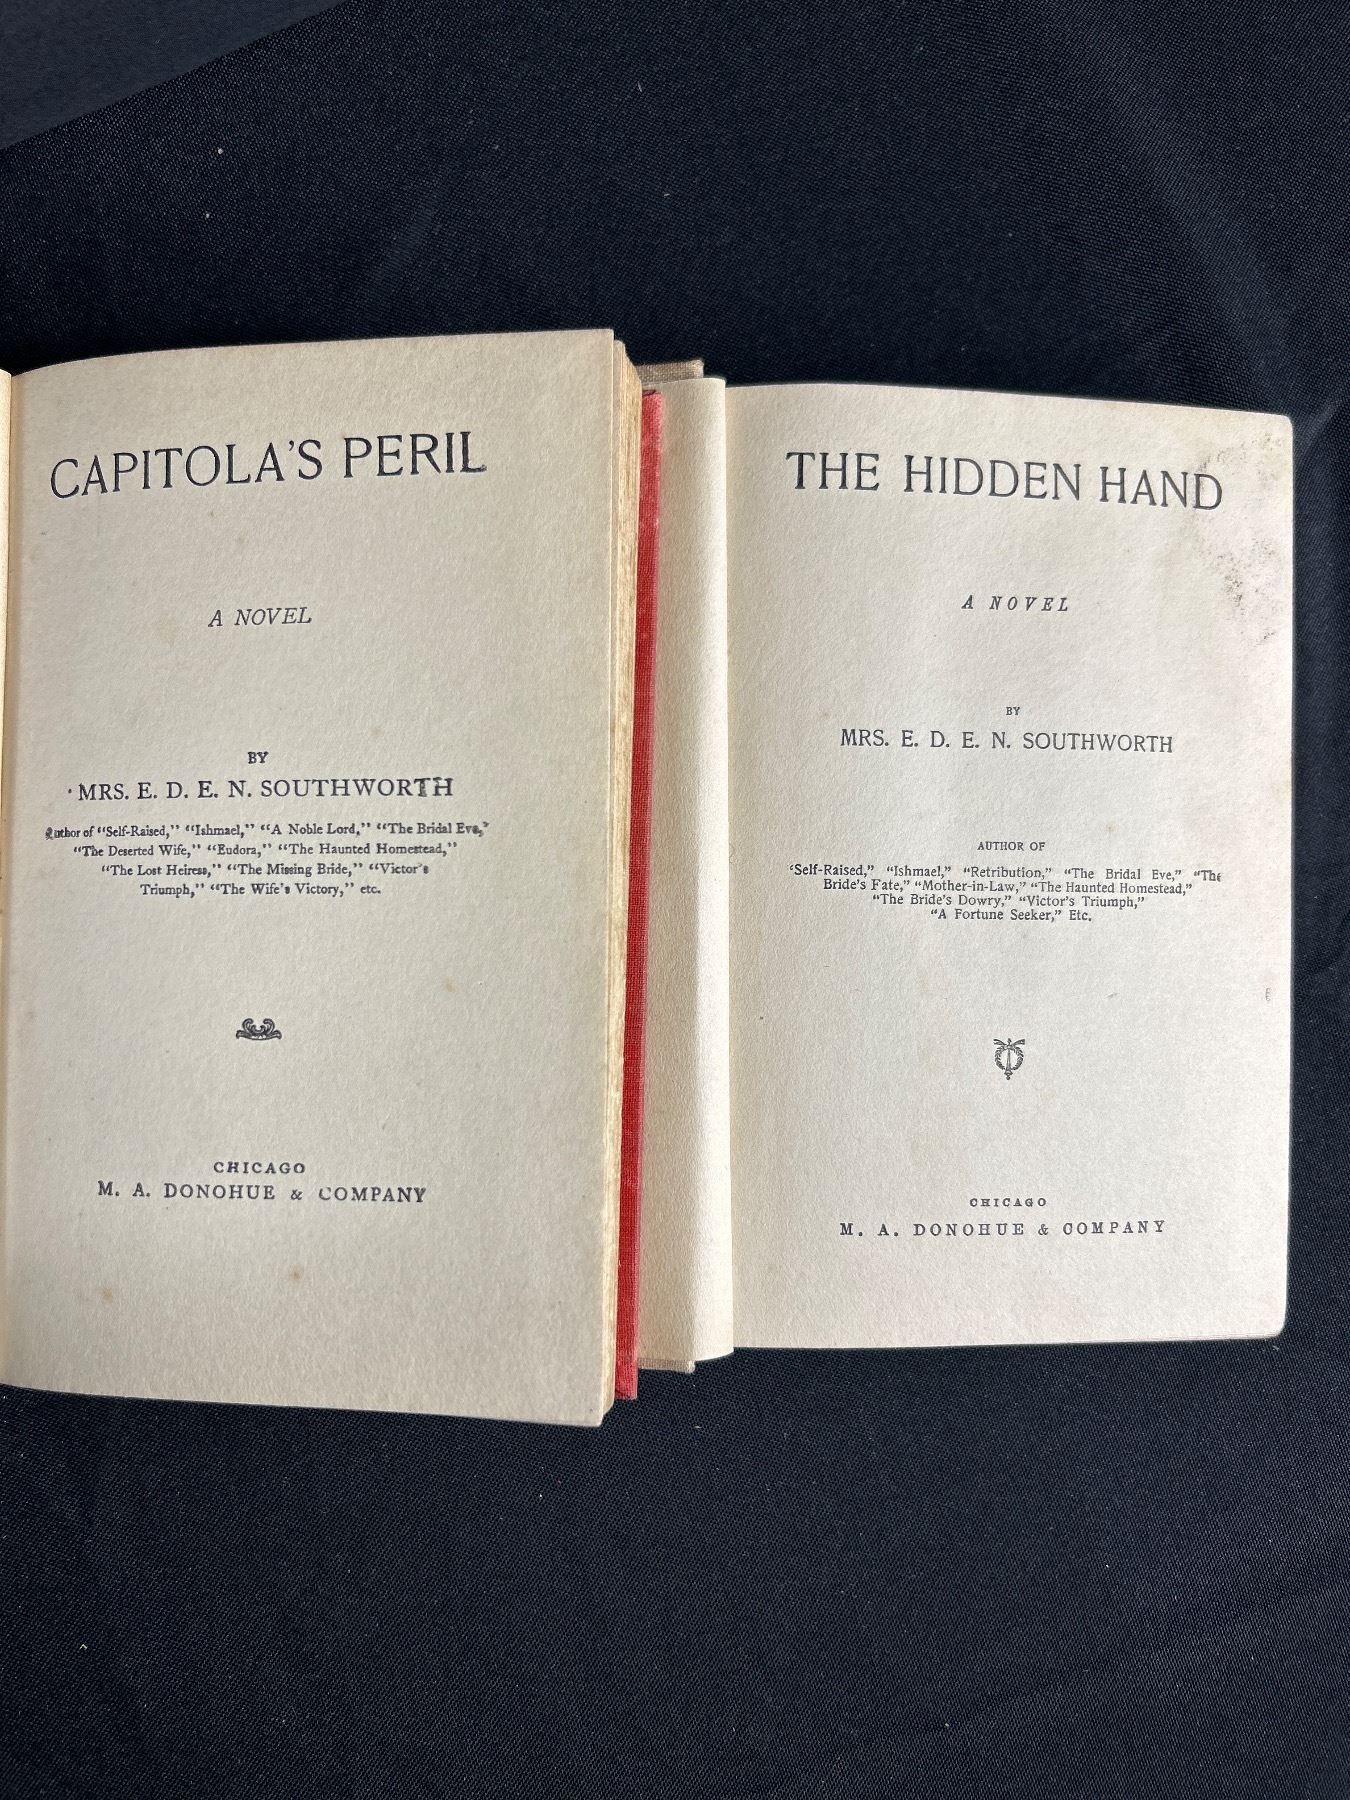 CAPITOLA'S PERIL
A NOVEL
BY
MRS. E. D. E. N. SOUTHWORTH
Author of "Self-Raised," "Ishmael," "A Noble Lord," "The Bridal Eve,"
"The Deserted Wife," "Eudora," "The Haunted Homestead,"
"The Lost Heiress," "The Missing Bride," "Victor's
Triumph," "The Wife's Victory," etc.
CHICAGO
M. A. DONOHUE & COMPANY
THE HIDDEN HAND
A NOVEL
BY
MRS. E. D. E. N. SOUTHWORTH
AUTHOR OF
'Self-Raised," "Ishmael," "Retribution," "The Bridal Eve," "The
Bride's Fate," "Mother-in-Law," "The Haunted Homestead,"
"The Bride's Dowry," "Victor's Triumph,"
"A Fortune Seeker," Etc.
CHICAGO
M. A. DONOHUE & COMPANY